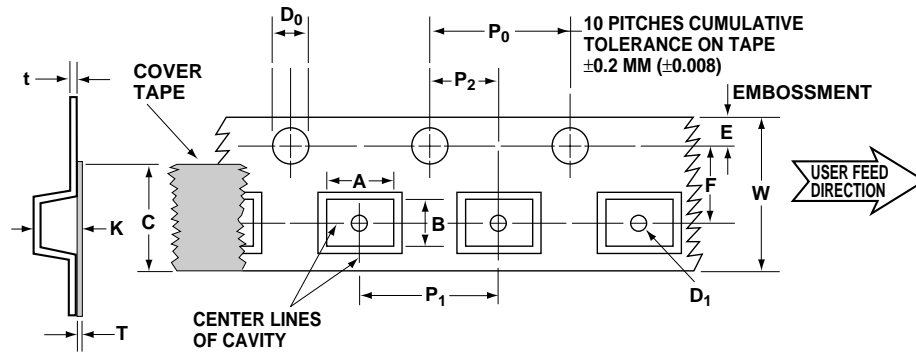 D₀
P₀
10 PITCHES CUMULATIVE
TOLERANCE ON TAPE
±0.2 MM (±0.008)
t
COVER
TAPE
P₂
EMBOSSMENT
E
A
F
W
USER FEED
DIRECTION
C
K
B
P₁
D₁
CENTER LINES
OF CAVITY
T